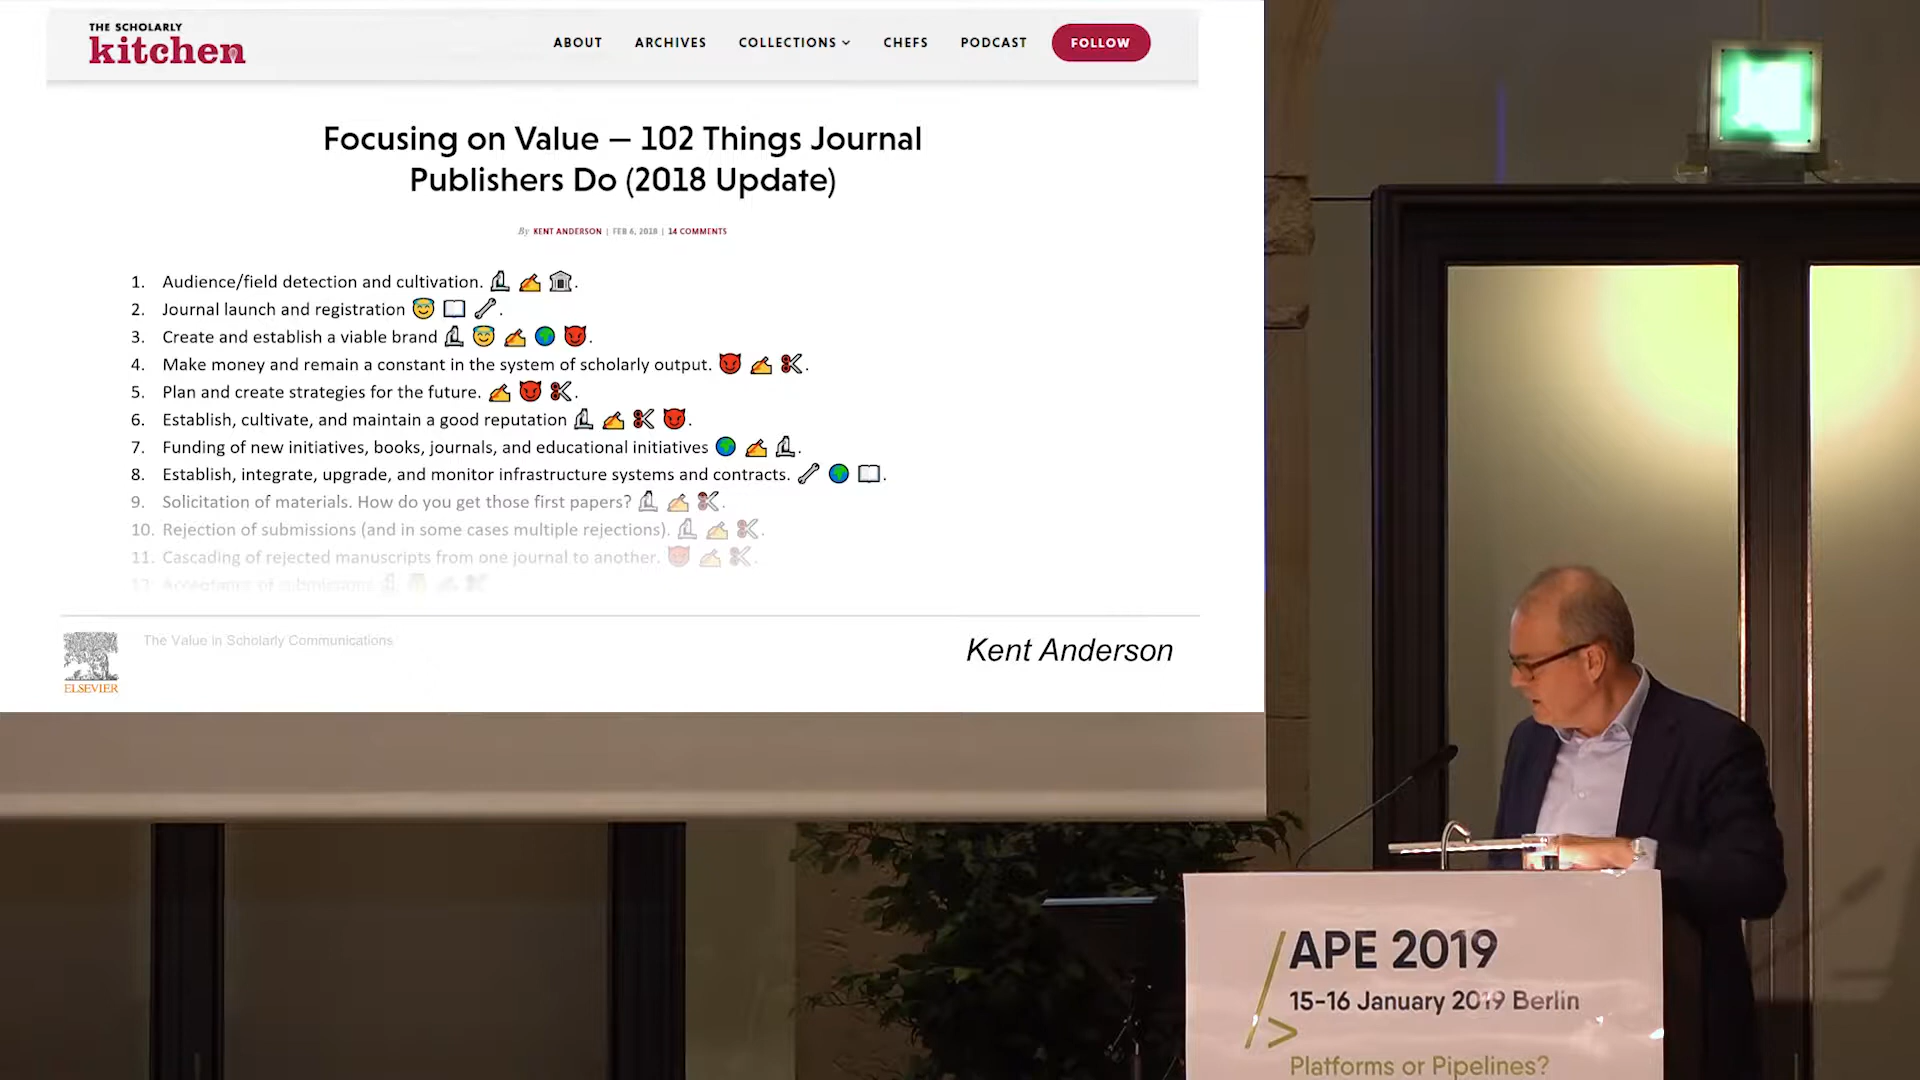 THE SCHOLARLY
kitchen
ABOUT ARCHIVES COLLECTIONS CHEFS PODCAST FOLLOW
Focusing on Value – 102 Things Journal
Publishers Do (2018 Update)
By KENT ANDERSON | FEB 6, 2018 | 14 COMMENTS
1. Audience/field detection and cultivation. .
2. Journal launch and registration .
3. Create and establish a viable brand .
4. Make money and remain a constant in the system of scholarly output. .
5. Plan and create strategies for the future. .
6. Establish, cultivate, and maintain a good reputation .
7. Funding of new initiatives, books, journals, and educational initiatives .
8. Establish, integrate, upgrade, and monitor infrastructure systems and contracts. .
9. Solicitation of materials. How do you get those first papers? .
10. Rejection of submissions (and in some cases multiple rejections). .
11. Cascading of rejected manuscripts from one journal to another. .
12. Acceptance of submissions
ELSEVIER
The Value in Scholarly Communications
Kent Anderson
/> APE 2019
15-16 January 2019 Berlin
Platforms or Pipelines?